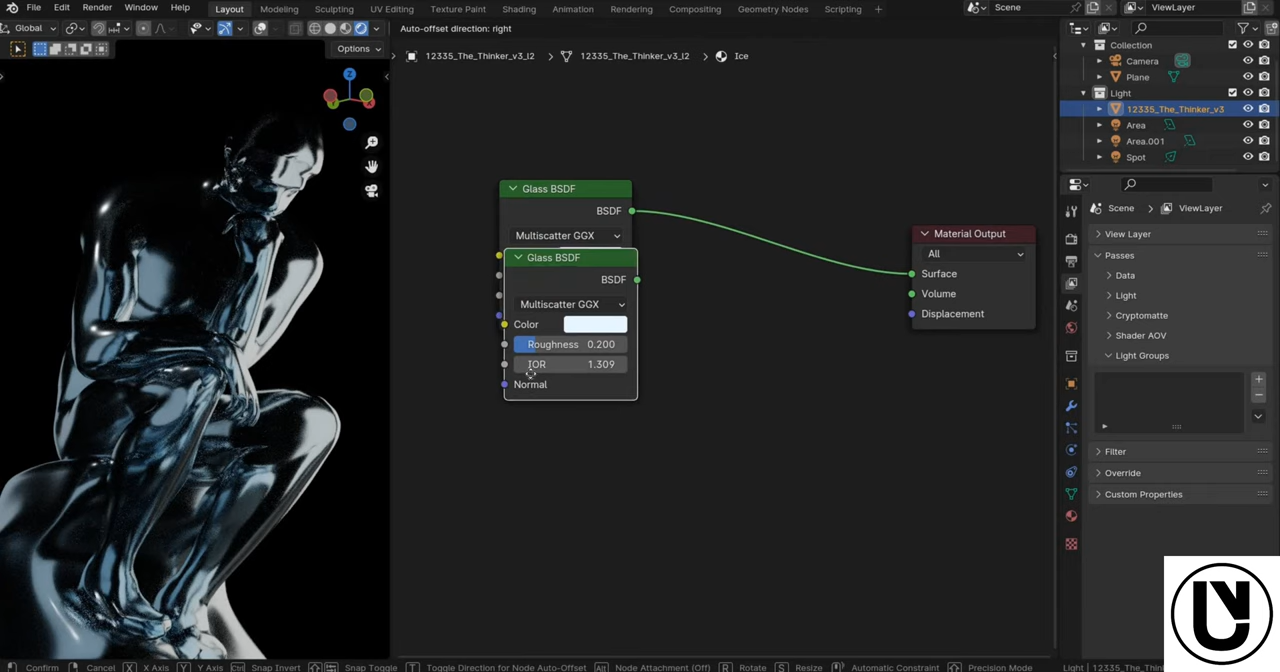 File Edit Render Window Help Layout Modeling Sculpting UV Editing Texture Paint Shading Animation Rendering Compositing Geometry Nodes Scripting + Scene ViewLayer
Global
Options
Auto-offset direction: right
12335_The_Thinker_v3_l2 > 12335_The_Thinker_v3_l2 > Ice
Z
Y
X
Glass BSDF
BSDF
Multiscatter GGX
Glass BSDF
BSDF
Multiscatter GGX
Color
Roughness 0.200
IOR 1.309
Normal
Material Output
All
Surface
Volume
Displacement
Collection
Camera
Plane
Light
12335_The_Thinker_v3
Area
Area.001
Spot
Scene > ViewLayer
View Layer
Passes
Data
Light
Cryptomatte
Shader AOV
Light Groups
Filter
Override
Custom Properties
Confirm Cancel X X Axis Y Y Axis Ctrl Snap Invert Snap Toggle T Toggle Direction for Node Auto-Offset Alt Node Attachment (Off) R Rotate S Resize Automatic Constraint Precision Mode Light | 12335_The_Thinker_v3